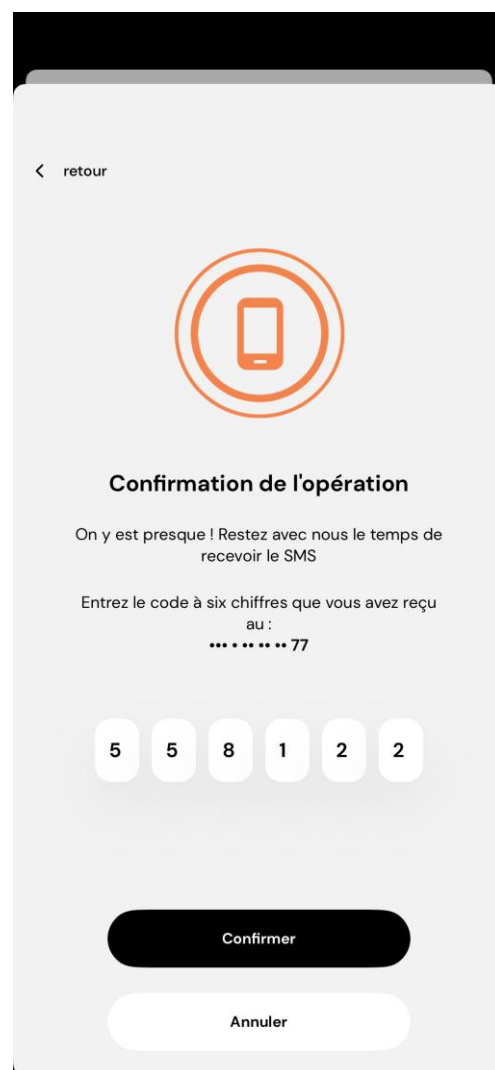 retour
Confirmation de l'opération
On y est presque ! Restez avec nous le temps de
recevoir le SMS
Entrez le code à six chiffres que vous avez reçu
au :
••• • •• •• •• 77
5 5 8 1 2 2
Confirmer
Annuler